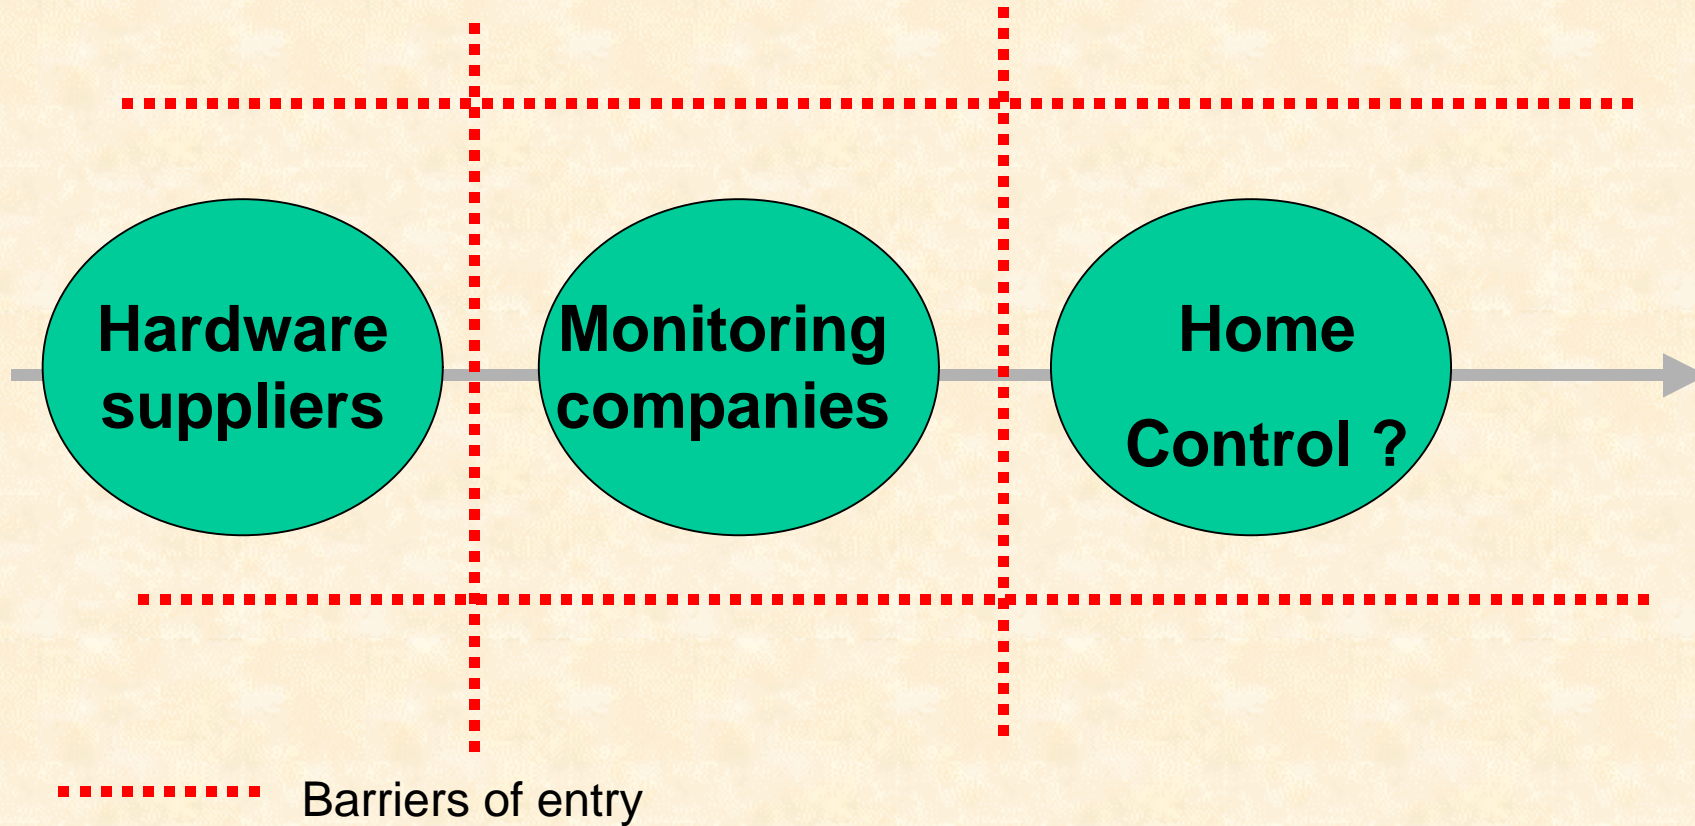 Hardware
suppliers
Monitoring
companies
Home
Control ?
Barriers of entry